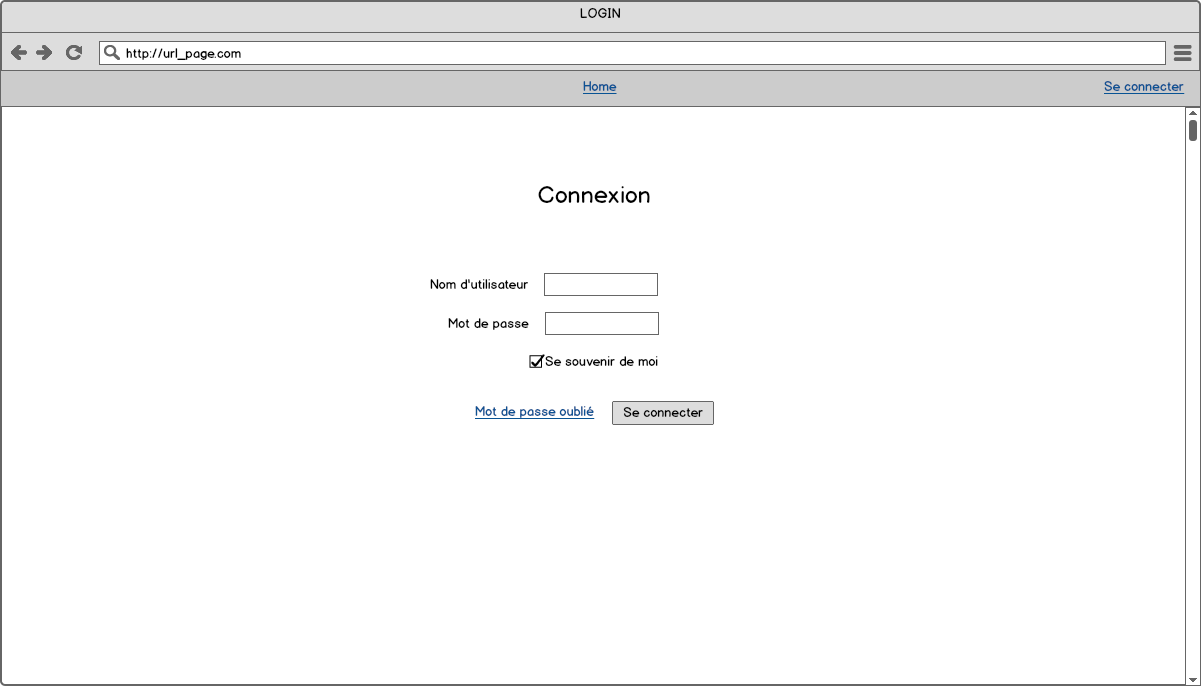 LOGIN
http://url_page.com
Home
Se connecter
Connexion
Nom d'utilisateur
Mot de passe
Se souvenir de moi
Mot de passe oublié
Se connecter